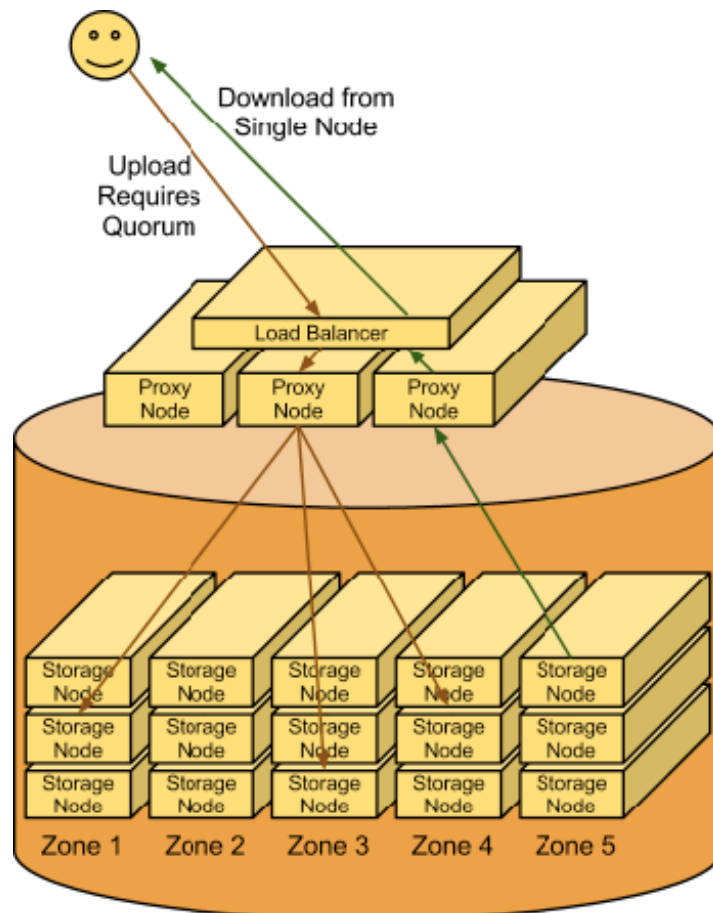 Download from
Single Node
Upload
Requires
Quorum
Load Balancer
Proxy
Node
Proxy
Node
Proxy
Node
Storage
Node
Storage
Node
Storage
Node
Storage
Node
Storage
Node
Storage
Node
Storage
Node
Storage
Node
Storage
Node
Storage
Node
Storage
Node
Storage
Node
Storage
Node
Storage
Node
Storage
Node
Zone 1
Zone 2
Zone 3
Zone 4
Zone 5